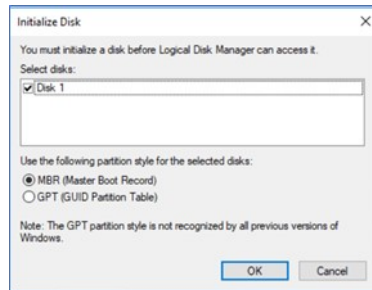 Initialize Disk
You must initialize a disk before Logical Disk Manager can access it.
Select disks:
Disk 1
Use the following partition style for the selected disks:
MBR (Master Boot Record)
GPT (GUID Partition Table)
Note: The GPT partition style is not recognized by all previous versions of
Windows.
OK Cancel